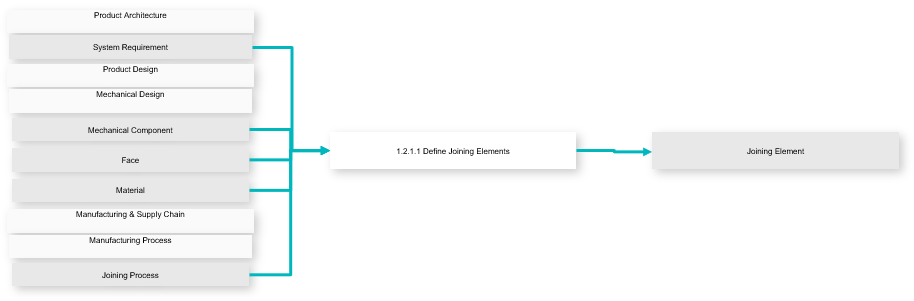 Product Architecture
System Requirement
Product Design
Mechanical Design
Mechanical Component
Face
Material
Manufacturing & Supply Chain
Manufacturing Process
Joining Process
1.2.1.1 Define Joining Elements
Joining Element